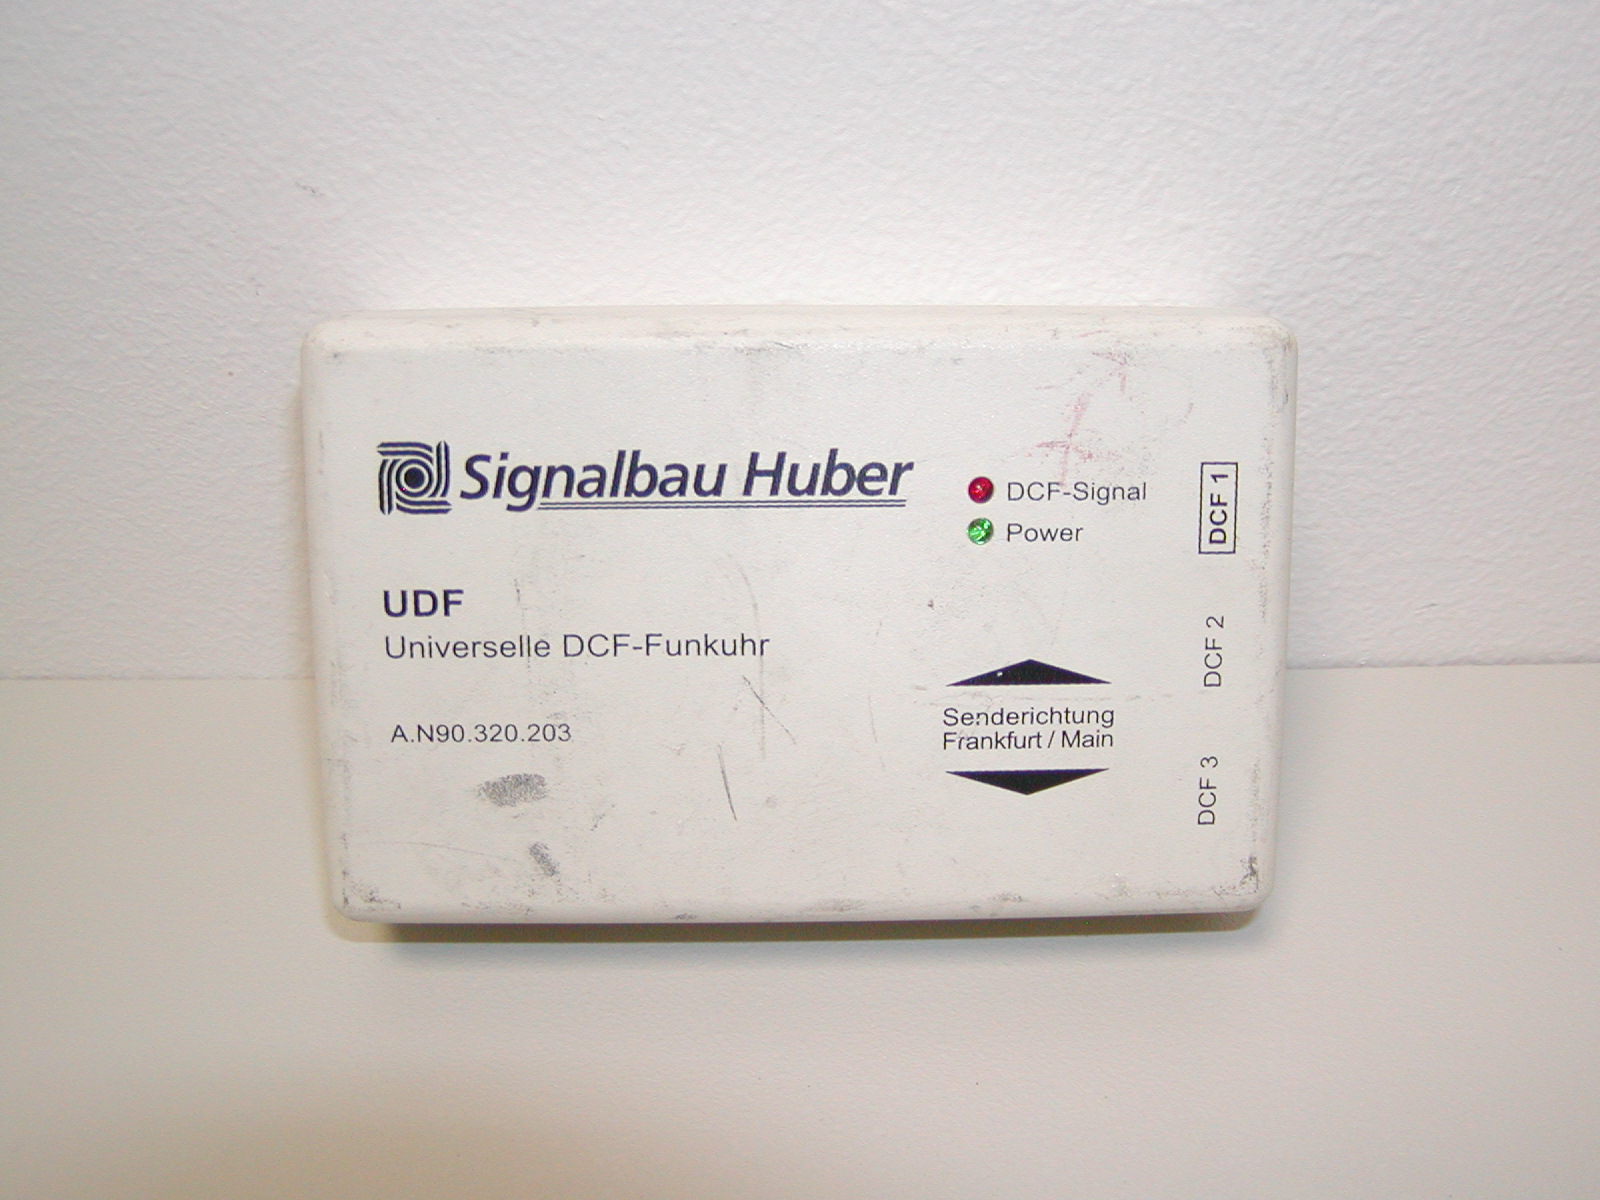 Signalbau Huber
DCF-Signal
Power
DCF 1
UDF
Universelle DCF-Funkuhr
DCF 2
A.N90.320.203
Senderichtung
Frankfurt / Main
DCF 3